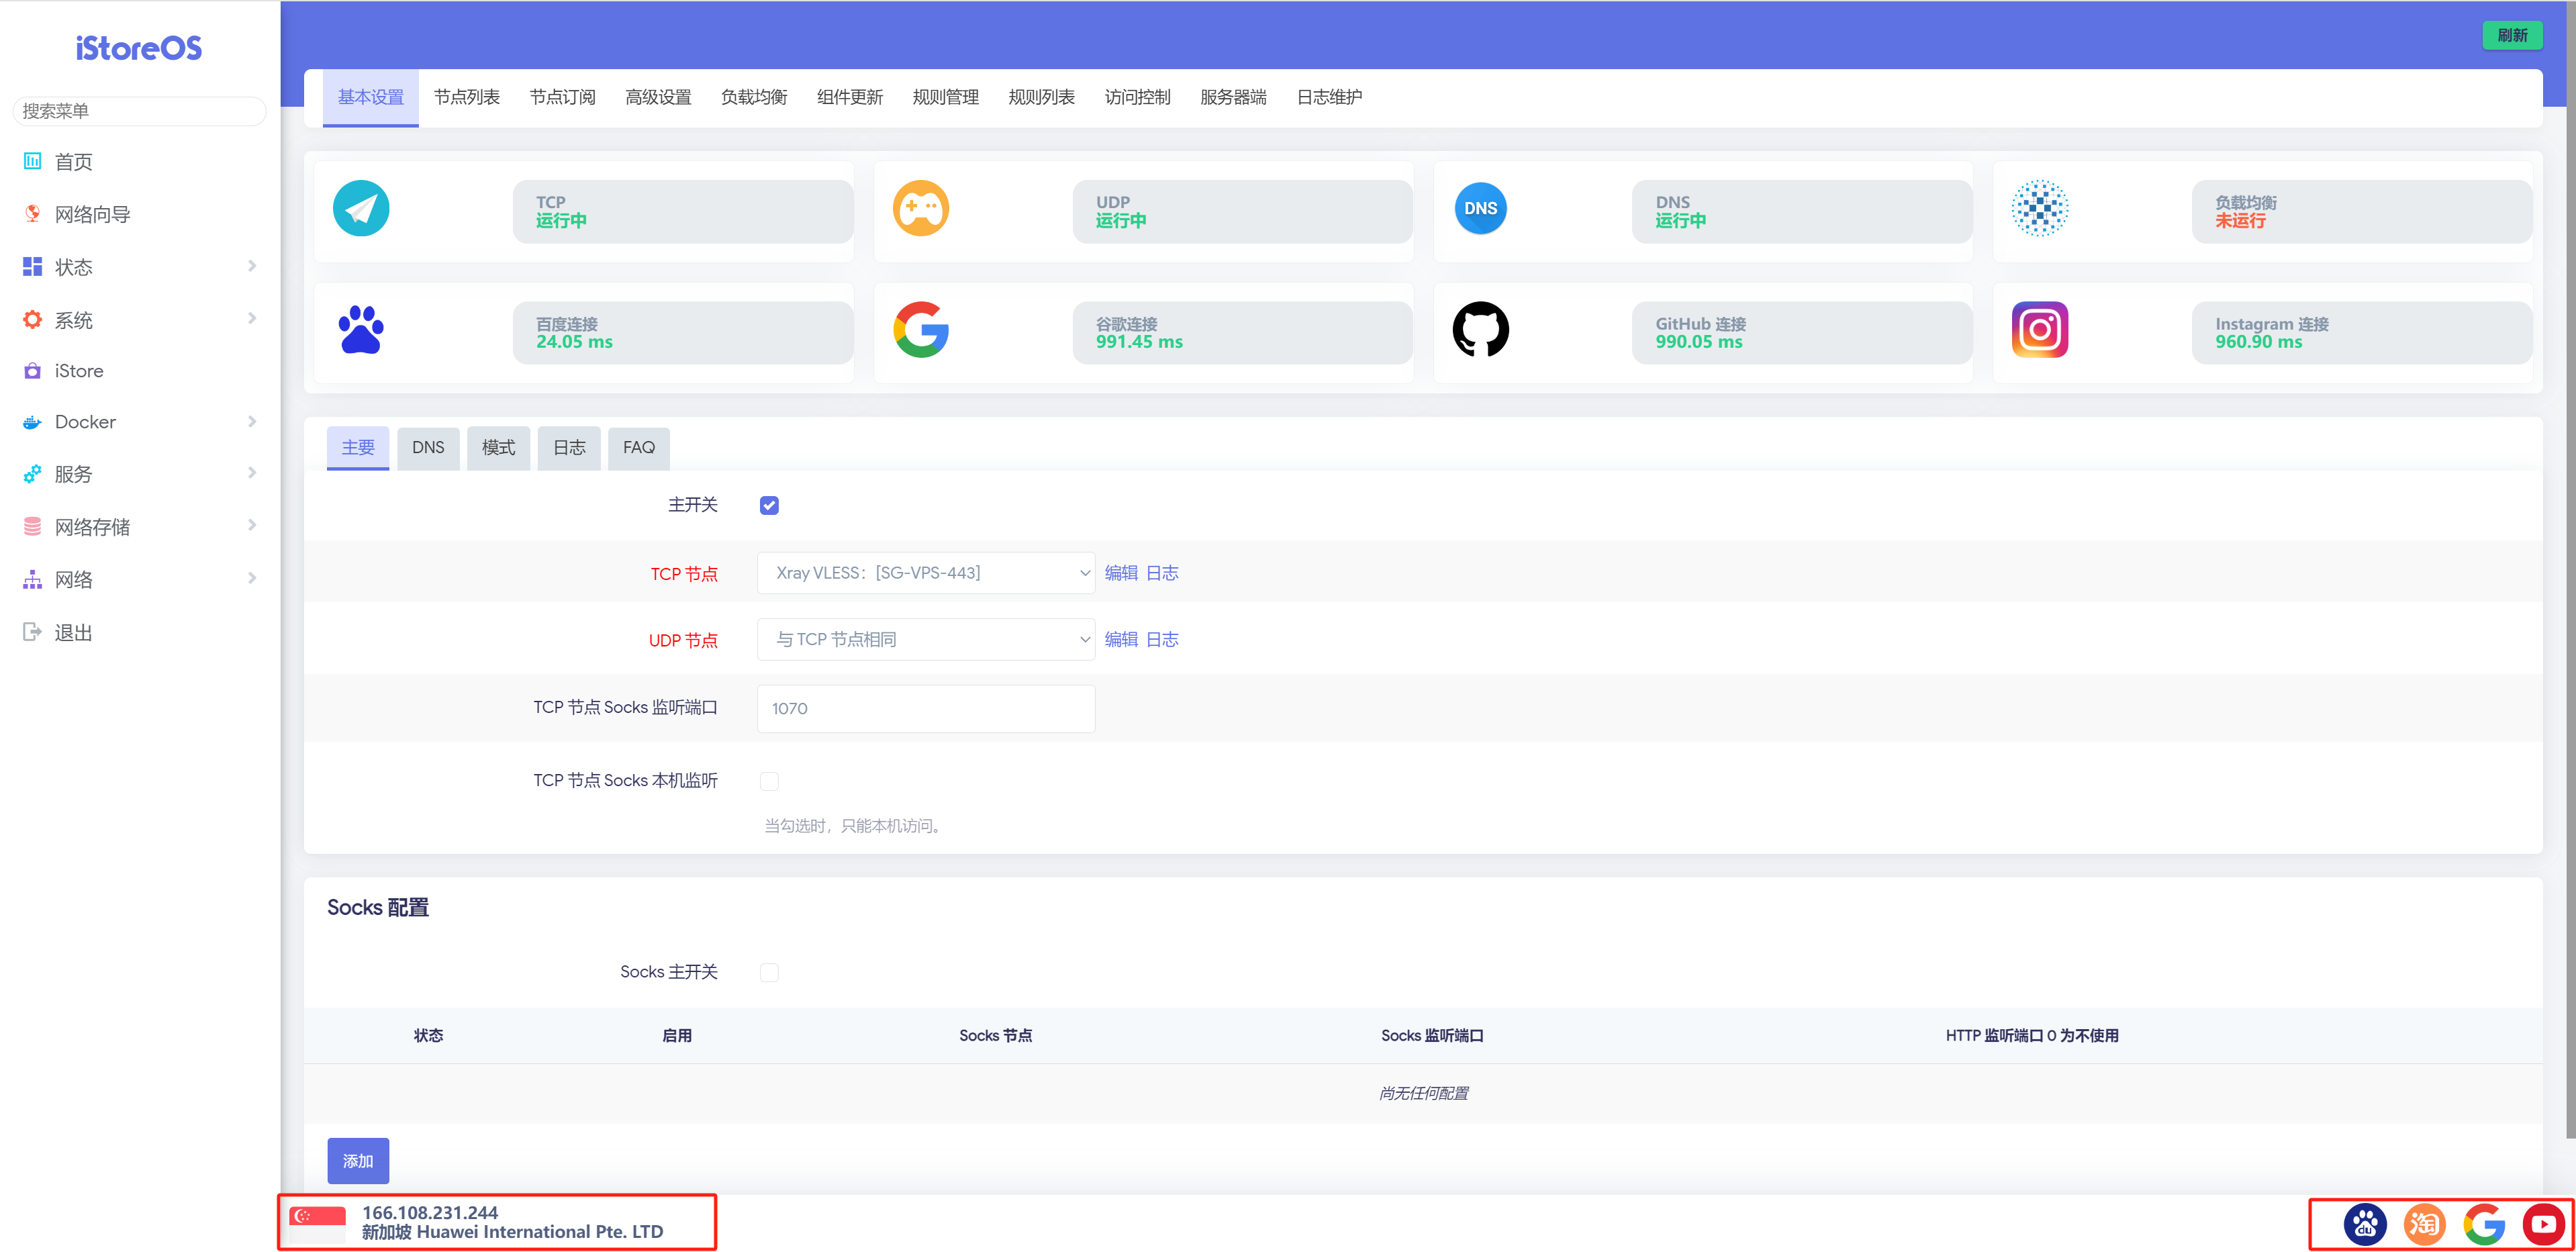 iStoreOS
搜索菜单
首页
网络向导
状态
系统
iStore
Docker
服务
网络存储
网络
退出
刷新
基本设置 节点列表 节点订阅 高级设置 负载均衡 组件更新 规则管理 规则列表 访问控制 服务器端 日志维护
TCP
运行中
UDP
运行中
DNS
DNS
运行中
负载均衡
未运行
百度连接
24.05 ms
谷歌连接
991.45 ms
GitHub 连接
990.05 ms
Instagram 连接
960.90 ms
主要 DNS 模式 日志 FAQ
主开关
TCP 节点 Xray VLESS：[SG-VPS-443] 编辑 日志
UDP 节点 与 TCP 节点相同 编辑 日志
TCP 节点 Socks 监听端口 1070
TCP 节点 Socks 本机监听
当勾选时，只能本机访问。
Socks 配置
Socks 主开关
状态 启用 Socks 节点 Socks 监听端口 HTTP 监听端口 0 为不使用
尚无任何配置
添加
166.108.231.244
新加坡 Huawei International Pte. LTD
du 淘